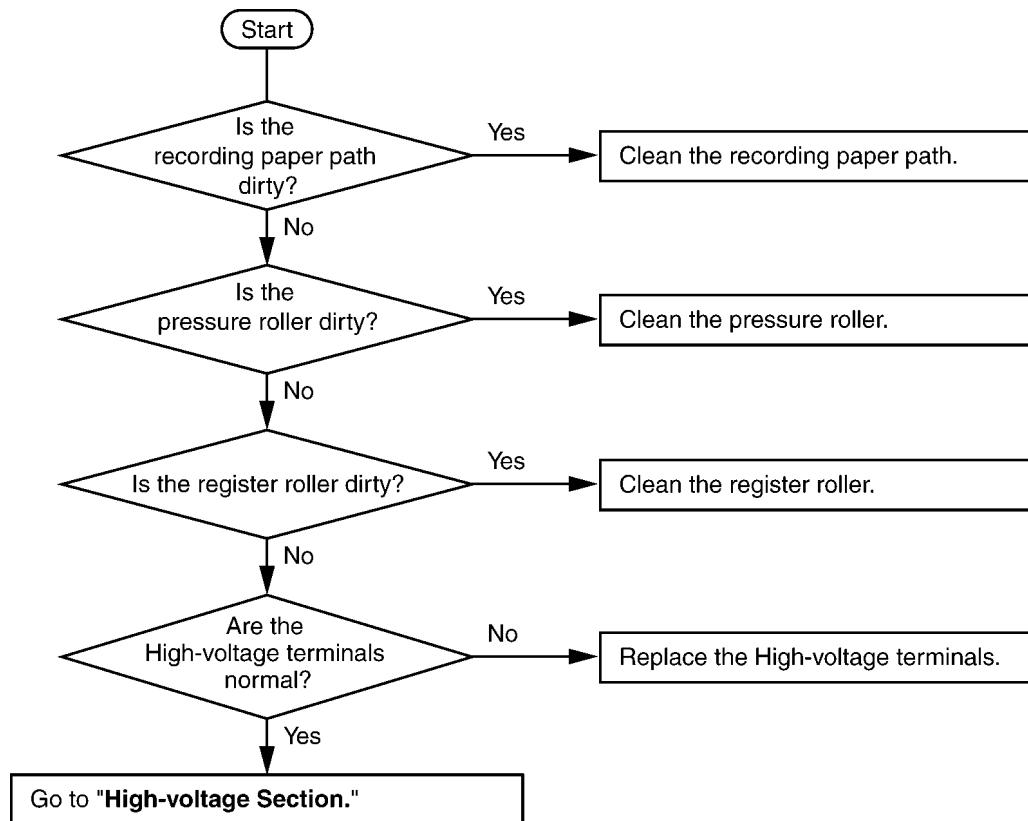 Start
Is the
recording paper path
dirty?
Yes
Clean the recording paper path.
No
Is the
pressure roller dirty?
Yes
Clean the pressure roller.
No
Is the register roller dirty?
Yes
Clean the register roller.
No
Are the
High-voltage terminals
normal?
No
Replace the High-voltage terminals.
Yes
Go to "High-voltage Section."